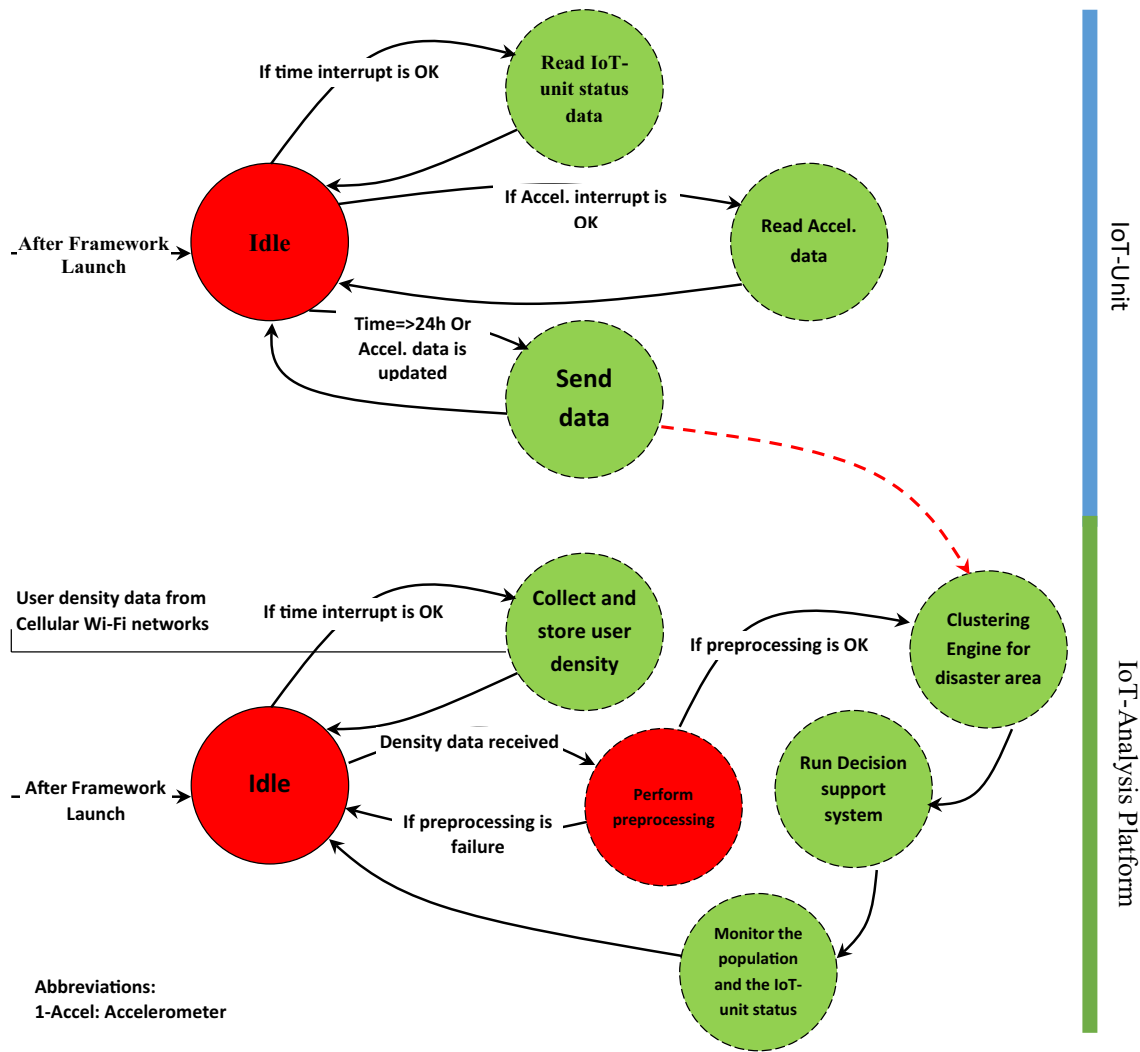 If time interrupt is OK
Read IoT-
unit status
data
If Accel. interrupt is
OK
Read Accel.
data
After Framework
Launch
Idle
Time=>24h Or
Accel. data is
updated
Send
data
IoT-Unit
User density data from
Cellular Wi-Fi networks
If time interrupt is OK
Collect and
store user
density
If preprocessing is OK
Clustering
Engine for
disaster area
Density data received
After Framework
Launch
Idle
Perform
preprocessing
If preprocessing is
failure
Run Decision
support
system
Monitor the
population
and the IoT-
unit status
IoT-Analysis Platform
Abbreviations:
1-Accel: Accelerometer